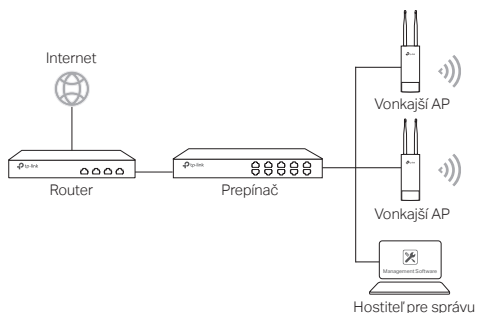 Internet
tp-link
Router
tp-link
Prepínač
Vonkajší AP
Vonkajší AP
Management Software
Hostiteľ pre správu